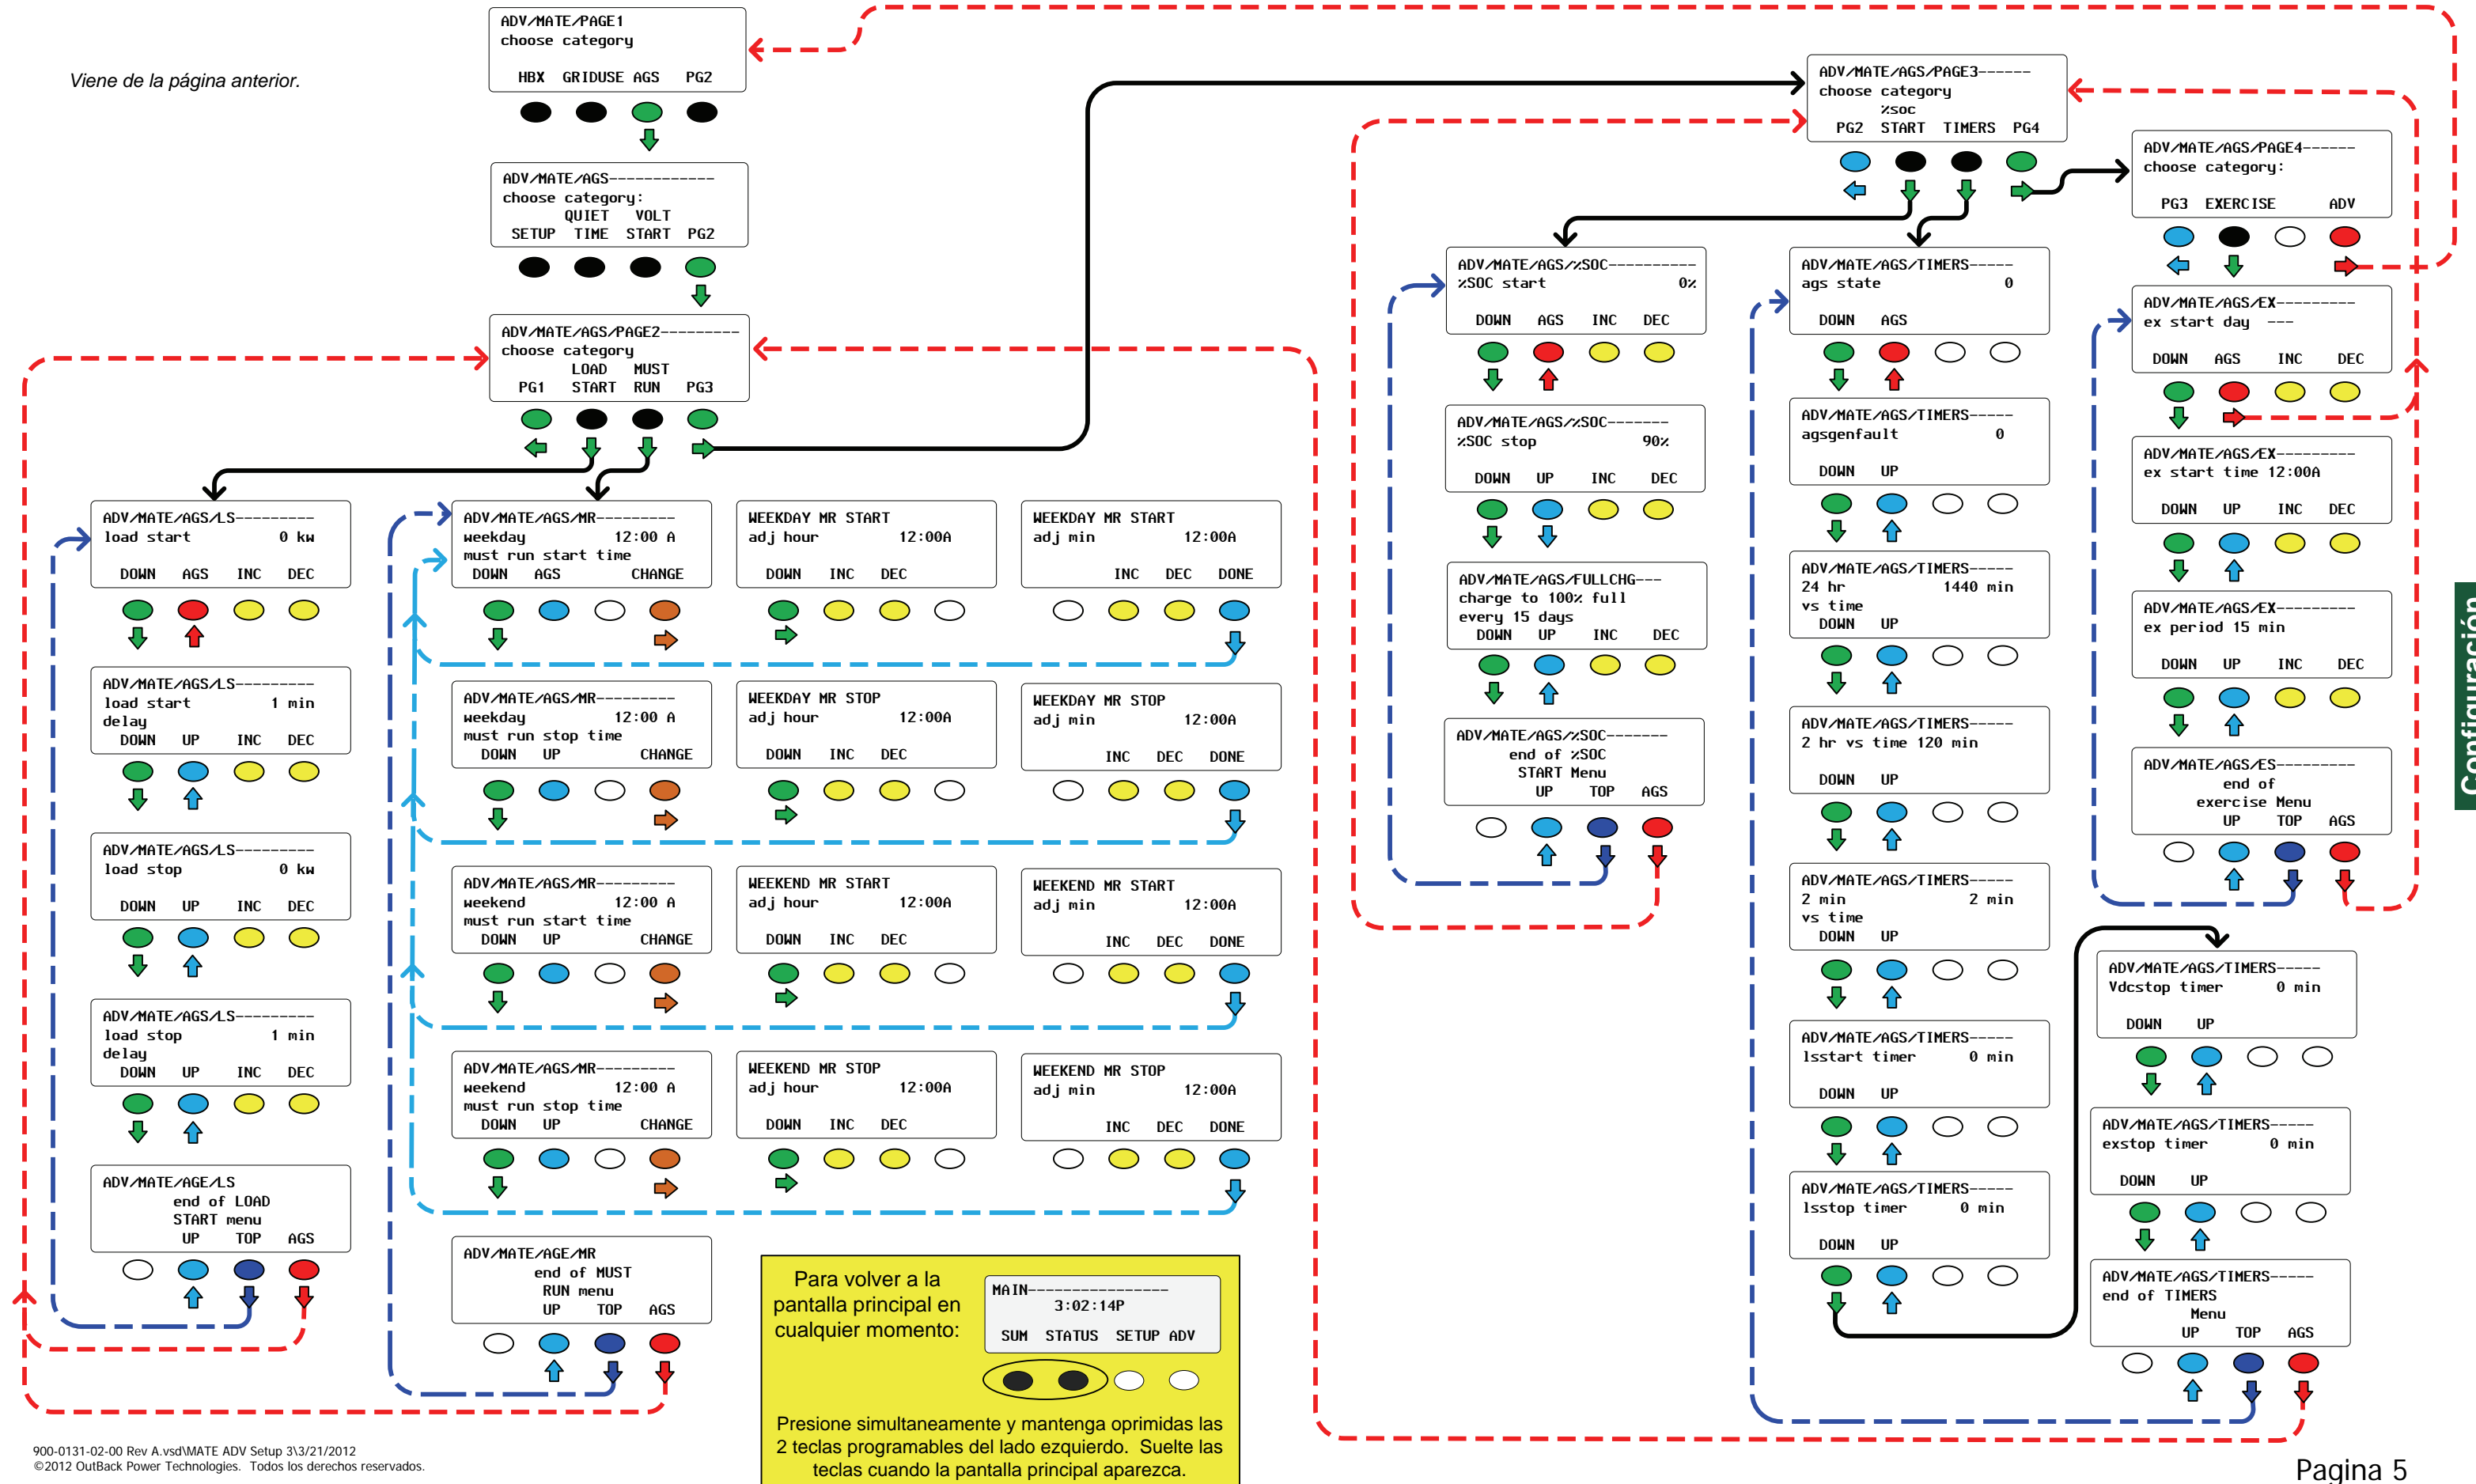 Viene de la página anterior.
ADV/MATE/PAGE1
choose category
HBX GRIDUSE AGS PG2
ADV/MATE/AGS------------
choose category:
QUIET VOLT
SETUP TIME START PG2
ADV/MATE/AGS/PAGE2---------
choose category
LOAD MUST
PG1 START RUN PG3
ADV/MATE/AGS/LS---------
load start 0 kw
DOWN AGS INC DEC
ADV/MATE/AGS/LS---------
load start 1 min
delay
DOWN UP INC DEC
ADV/MATE/AGS/LS---------
load stop 0 kw
DOWN UP INC DEC
ADV/MATE/AGS/LS---------
load stop 1 min
delay
DOWN UP INC DEC
ADV/MATE/AGE/LS
end of LOAD
START menu
UP TOP AGS
ADV/MATE/AGS/MR---------
weekday 12:00 A
must run start time
DOWN AGS CHANGE
WEEKDAY MR START
adj hour 12:00A
DOWN INC DEC
WEEKDAY MR START
adj min 12:00A
INC DEC DONE
ADV/MATE/AGS/MR---------
weekday 12:00 A
must run stop time
DOWN UP CHANGE
WEEKDAY MR STOP
adj hour 12:00A
DOWN INC DEC
WEEKDAY MR STOP
adj min 12:00A
INC DEC DONE
ADV/MATE/AGS/MR---------
weekend 12:00 A
must run start time
DOWN UP CHANGE
WEEKEND MR START
adj hour 12:00A
DOWN INC DEC
WEEKEND MR START
adj min 12:00A
INC DEC DONE
ADV/MATE/AGS/MR---------
weekend 12:00 A
must run stop time
DOWN UP CHANGE
WEEKEND MR STOP
adj hour 12:00A
DOWN INC DEC
WEEKEND MR STOP
adj min 12:00A
INC DEC DONE
ADV/MATE/AGE/MR
end of MUST
RUN menu
UP TOP AGS
Para volver a la
pantalla principal en
cualquier momento:
MAIN----------------
3:02:14P
SUM STATUS SETUP ADV
Presione simultaneamente y mantenga oprimidas las
2 teclas programables del lado ezquierdo. Suelte las
teclas cuando la pantalla principal aparezca.
ADV/MATE/AGS/PAGE3------
choose category
%soc
PG2 START TIMERS PG4
ADV/MATE/AGS/PAGE4------
choose category:
PG3 EXERCISE ADV
ADV/MATE/AGS/%SOC----------
%SOC start 0%
DOWN AGS INC DEC
ADV/MATE/AGS/%SOC-------
%SOC stop 90%
DOWN UP INC DEC
ADV/MATE/AGS/FULLCHG---
charge to 100% full
every 15 days
DOWN UP INC DEC
ADV/MATE/AGS/%SOC-------
end of %SOC
START Menu
UP TOP AGS
ADV/MATE/AGS/TIMERS-----
ags state 0
DOWN AGS
ADV/MATE/AGS/TIMERS-----
agsgenfault 0
DOWN UP
ADV/MATE/AGS/TIMERS-----
24 hr 1440 min
vs time
DOWN UP
ADV/MATE/AGS/TIMERS-----
2 hr vs time 120 min
DOWN UP
ADV/MATE/AGS/TIMERS-----
2 min 2 min
vs time
DOWN UP
ADV/MATE/AGS/TIMERS-----
lsstart timer 0 min
DOWN UP
ADV/MATE/AGS/TIMERS-----
lsstop timer 0 min
DOWN UP
ADV/MATE/AGS/TIMERS-----
Vdcstop timer 0 min
DOWN UP
ADV/MATE/AGS/TIMERS-----
exstop timer 0 min
DOWN UP
ADV/MATE/AGS/TIMERS-----
end of TIMERS
Menu
UP TOP AGS
ADV/MATE/AGS/EX---------
ex start day ---
DOWN AGS INC DEC
ADV/MATE/AGS/EX---------
ex start time 12:00A
DOWN UP INC DEC
ADV/MATE/AGS/EX---------
ex period 15 min
DOWN UP INC DEC
ADV/MATE/AGS/ES---------
end of
exercise Menu
UP TOP AGS
Configuración
900-0131-02-00 Rev A.vsd\MATE ADV Setup 3\3/21/2012
©2012 OutBack Power Technologies. Todos los derechos reservados.
Pagina 5